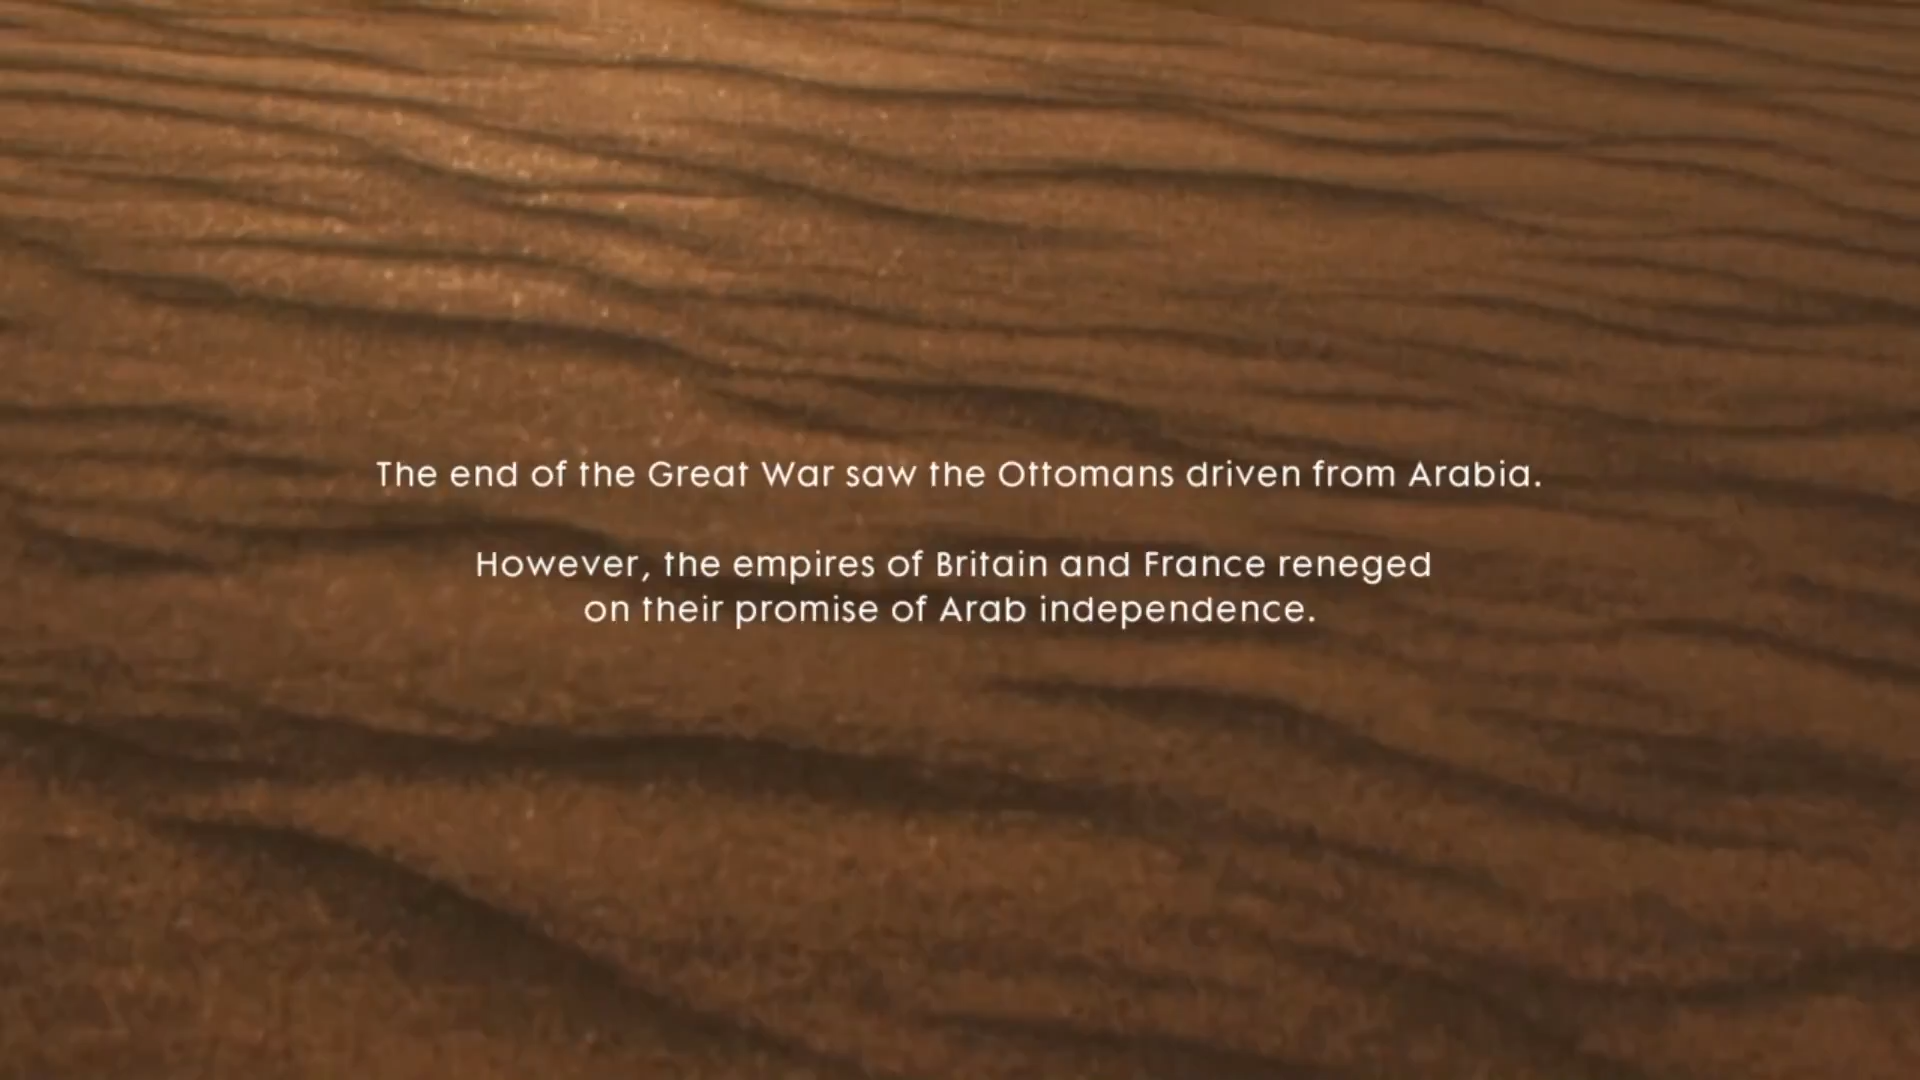 The end of the Great War saw the Ottomans driven from Arabia.
However, the empires of Britain and France reneged
on their promise of Arab independence.